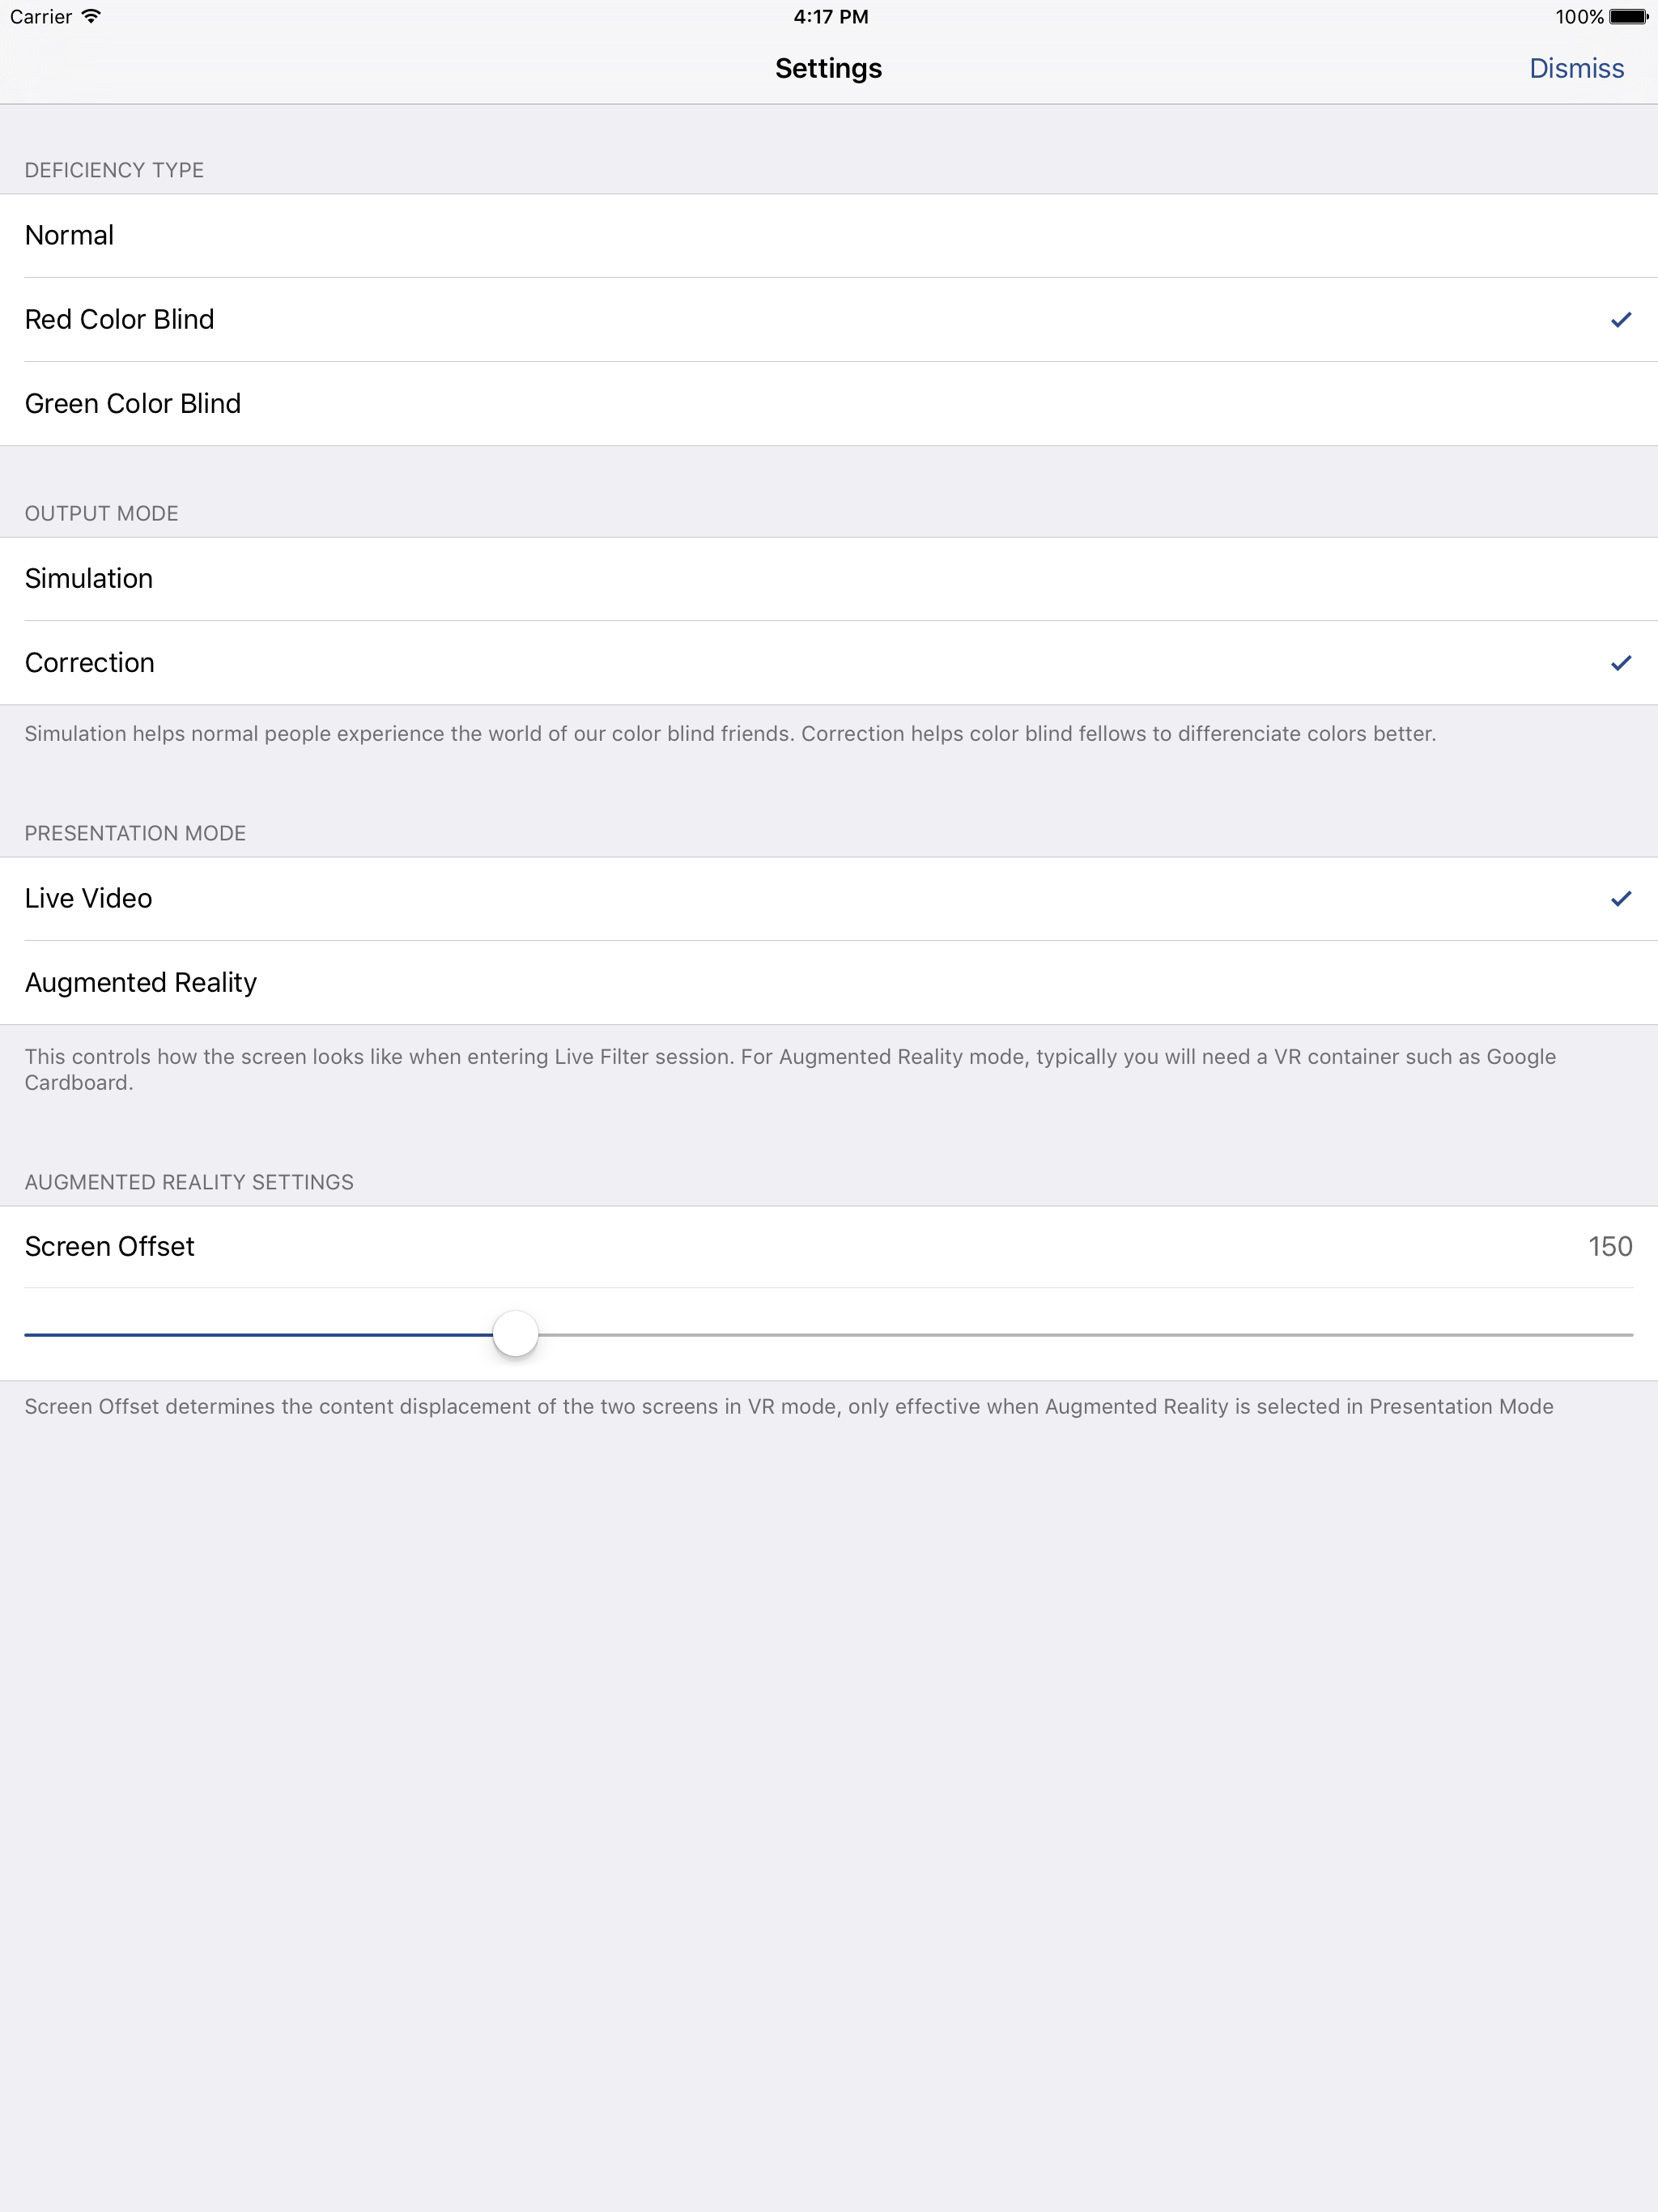 Carrier 4:17 PM 100%
Settings Dismiss
DEFICIENCY TYPE
Normal
Red Color Blind
Green Color Blind
OUTPUT MODE
Simulation
Correction
Simulation helps normal people experience the world of our color blind friends. Correction helps color blind fellows to differenciate colors better.
PRESENTATION MODE
Live Video
Augmented Reality
This controls how the screen looks like when entering Live Filter session. For Augmented Reality mode, typically you will need a VR container such as Google
Cardboard.
AUGMENTED REALITY SETTINGS
Screen Offset 150
Screen Offset determines the content displacement of the two screens in VR mode, only effective when Augmented Reality is selected in Presentation Mode